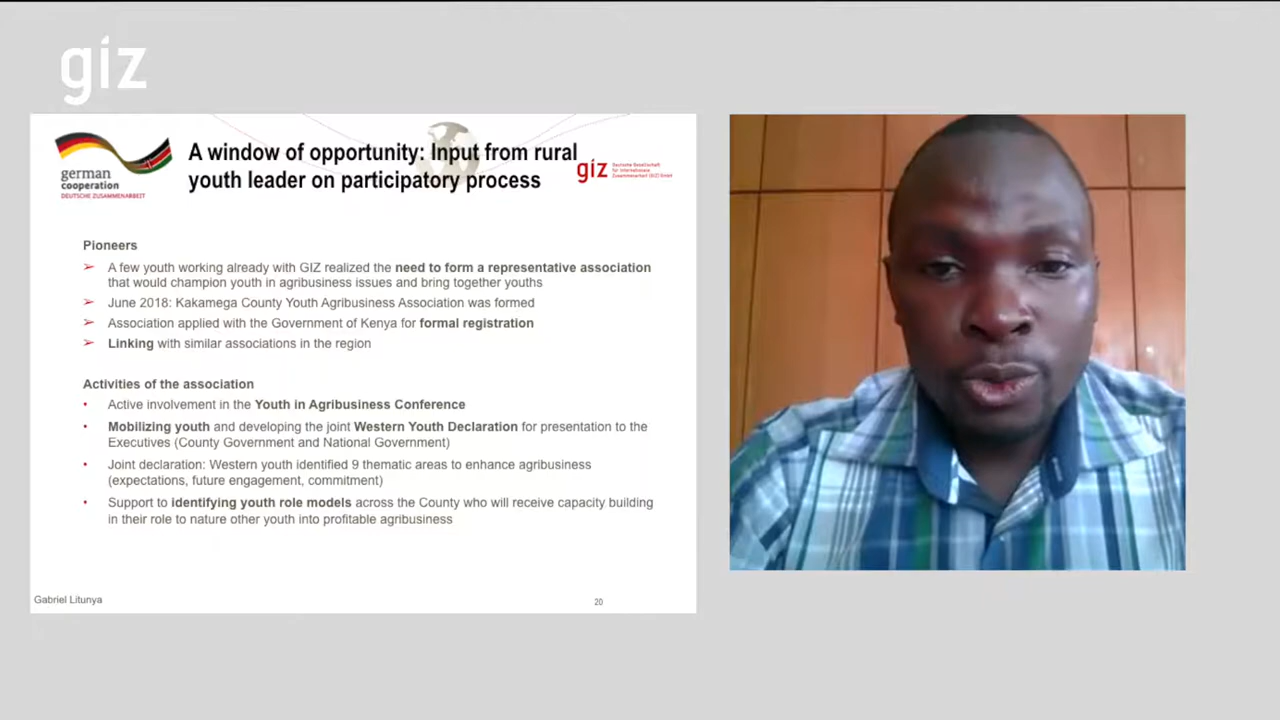 giz
A window of opportunity: Input from rural
youth leader on participatory process
german
cooperation
DEUTSCHE ZUSAMMENARBEIT
giz
Deutsche Gesellschaft
für Internationale
Zusammenarbeit (GIZ) GmbH
Pioneers
➢ A few youth working already with GIZ realized the need to form a representative association
that would champion youth in agribusiness issues and bring together youths
➢ June 2018: Kakamega County Youth Agribusiness Association was formed
➢ Association applied with the Government of Kenya for formal registration
➢ Linking with similar associations in the region
Activities of the association
• Active involvement in the Youth in Agribusiness Conference
• Mobilizing youth and developing the joint Western Youth Declaration for presentation to the
Executives (County Government and National Government)
• Joint declaration: Western youth identified 9 thematic areas to enhance agribusiness
(expectations, future engagement, commitment)
• Support to identifying youth role models across the County who will receive capacity building
in their role to nature other youth into profitable agribusiness
Gabriel Litunya
20